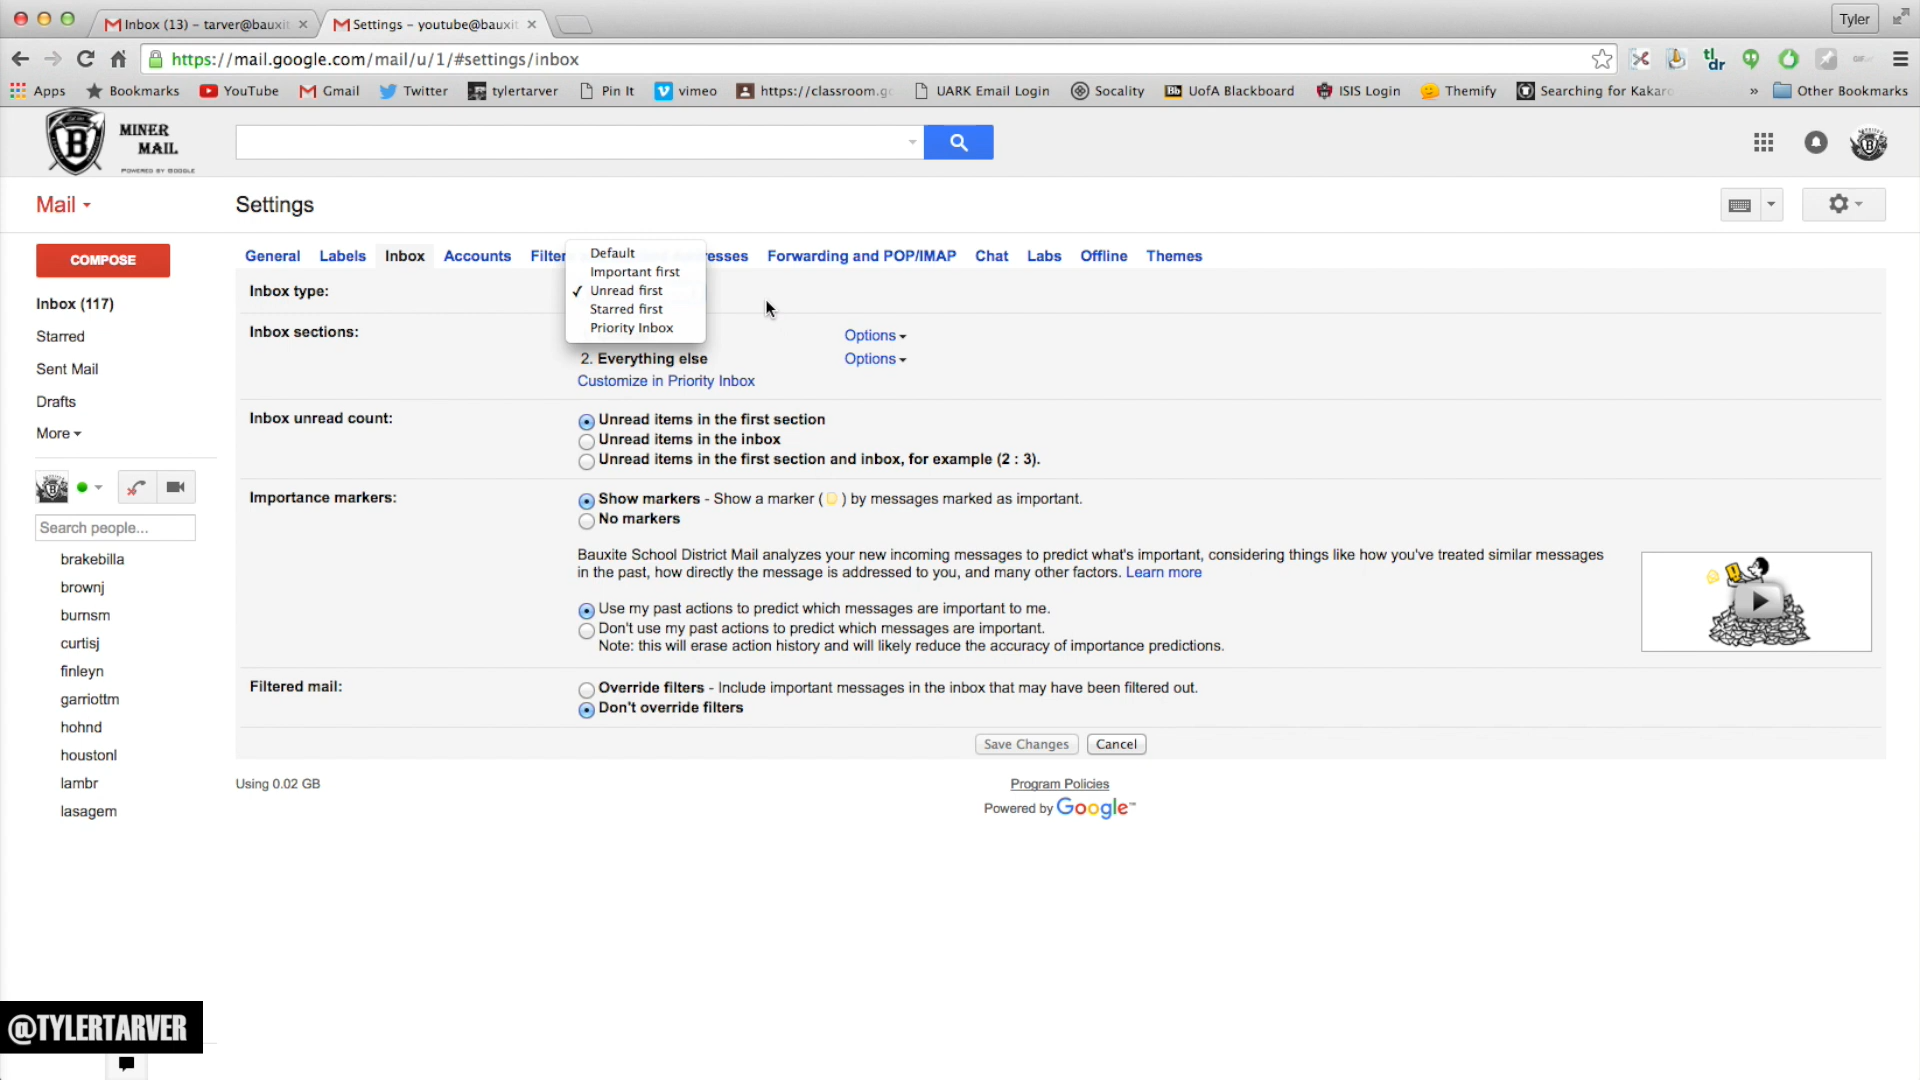 Inbox (13) – tarver@bauxit
Settings – youtube@bauxit
Tyler
https://mail.google.com/mail/u/1/#settings/inbox
tl;dr
Apps
Bookmarks
YouTube
Gmail
Twitter
tylertarver
Pin It
vimeo
https://classroom.go
UARK Email Login
Socality
Bb UofA Blackboard
ISIS Login
Themify
Searching for Kakaro
»
Other Bookmarks
B
MINER
MAIL
POWERED BY GOOGLE
Mail
Settings
COMPOSE
Inbox (117)
Starred
Sent Mail
Drafts
More
Search people...
brakebilla
brownj
burnsm
curtisj
finleyn
garriottm
hohnd
houstonl
lambr
lasagem
General Labels Inbox Accounts Filter resses Forwarding and POP/IMAP Chat Labs Offline Themes
Inbox type:
Default
Important first
✓ Unread first
Starred first
Priority Inbox
Inbox sections:
Options
2. Everything else Options
Customize in Priority Inbox
Inbox unread count:
Unread items in the first section
Unread items in the inbox
Unread items in the first section and inbox, for example (2 : 3).
Importance markers:
Show markers - Show a marker ( ) by messages marked as important.
No markers
Bauxite School District Mail analyzes your new incoming messages to predict what's important, considering things like how you've treated similar messages
in the past, how directly the message is addressed to you, and many other factors. Learn more
Use my past actions to predict which messages are important to me.
Don't use my past actions to predict which messages are important.
Note: this will erase action history and will likely reduce the accuracy of importance predictions.
Filtered mail:
Override filters - Include important messages in the inbox that may have been filtered out.
Don't override filters
Save Changes Cancel
Using 0.02 GB
Program Policies
Powered by Google™
@TYLERTARVER